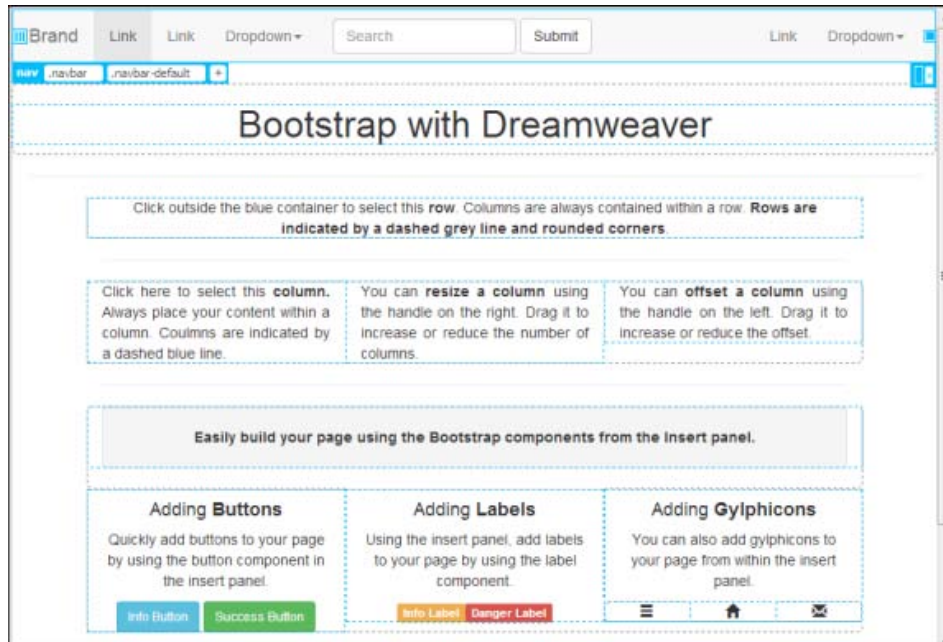 Brand Link Link Dropdown Search Submit Link Dropdown
nav .navbar .navbar-default +
Bootstrap with Dreamweaver
Click outside the blue container to select this row. Columns are always contained within a row. Rows are
indicated by a dashed grey line and rounded corners.
Click here to select this column.
Always place your content within a
column. Coulmns are indicated by
a dashed blue line.
You can resize a column using
the handle on the right. Drag it to
increase or reduce the number of
columns.
You can offset a column using
the handle on the left. Drag it to
increase or reduce the offset.
Easily build your page using the Bootstrap components from the Insert panel.
Adding Buttons
Quickly add buttons to your page
by using the button component in
the insert panel.
Info Button Success Button
Adding Labels
Using the insert panel, add labels
to your page by using the label
component.
Info Label Danger Label
Adding Gylphicons
You can also add gylphicons to
your page from within the insert
panel.